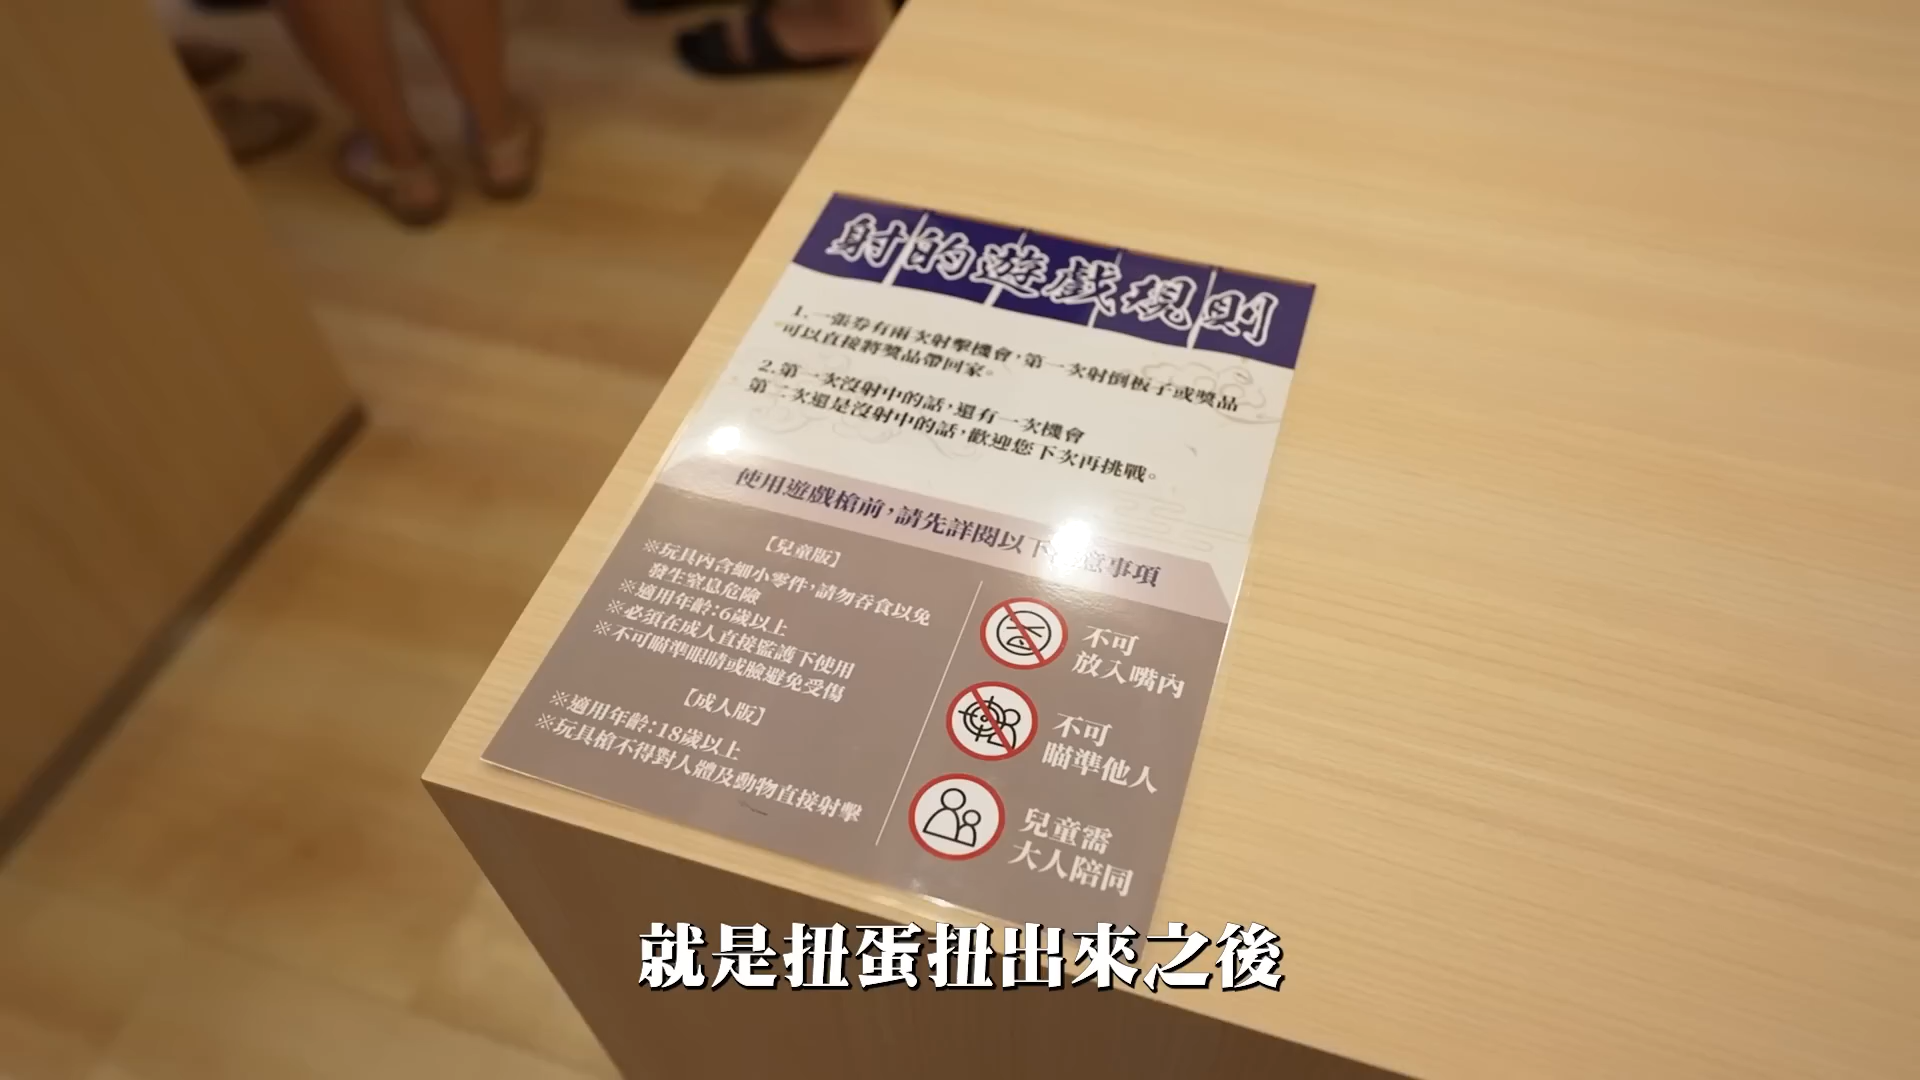 射的遊戲規則
1.一張券有兩次射擊機會，第一次射倒板子或獎品
可以直接將獎品帶回家。
2.第一次沒射中的話，還有一次機會
第二次還是沒射中的話，歡迎您下次再挑戰。
使用遊戲槍前，請先詳閱以下 意事項
【兒童版】
※玩具內含細小零件，請勿吞食以免
發生窒息危險
※適用年齡：6歲以上
※必須在成人直接監護下使用
※不可瞄準眼睛或臉避免受傷
【成人版】
※適用年齡：18歲以上
※玩具槍不得對人體及動物直接射擊
不可
放入嘴內
不可
瞄準他人
兒童需
大人陪同
就是扭蛋扭出來之後